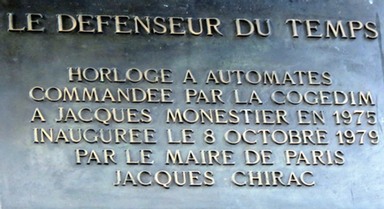 LE DEFENSEUR DU TEMPS
HORLOGE A AUTOMATES
COMMANDEE PAR LA COGEDIM
A JACQUES MONESTIER EN 1975
INAUGUREE LE 8 OCTOBRE 1979
PAR LE MAIRE DE PARIS
JACQUES CHIRAC